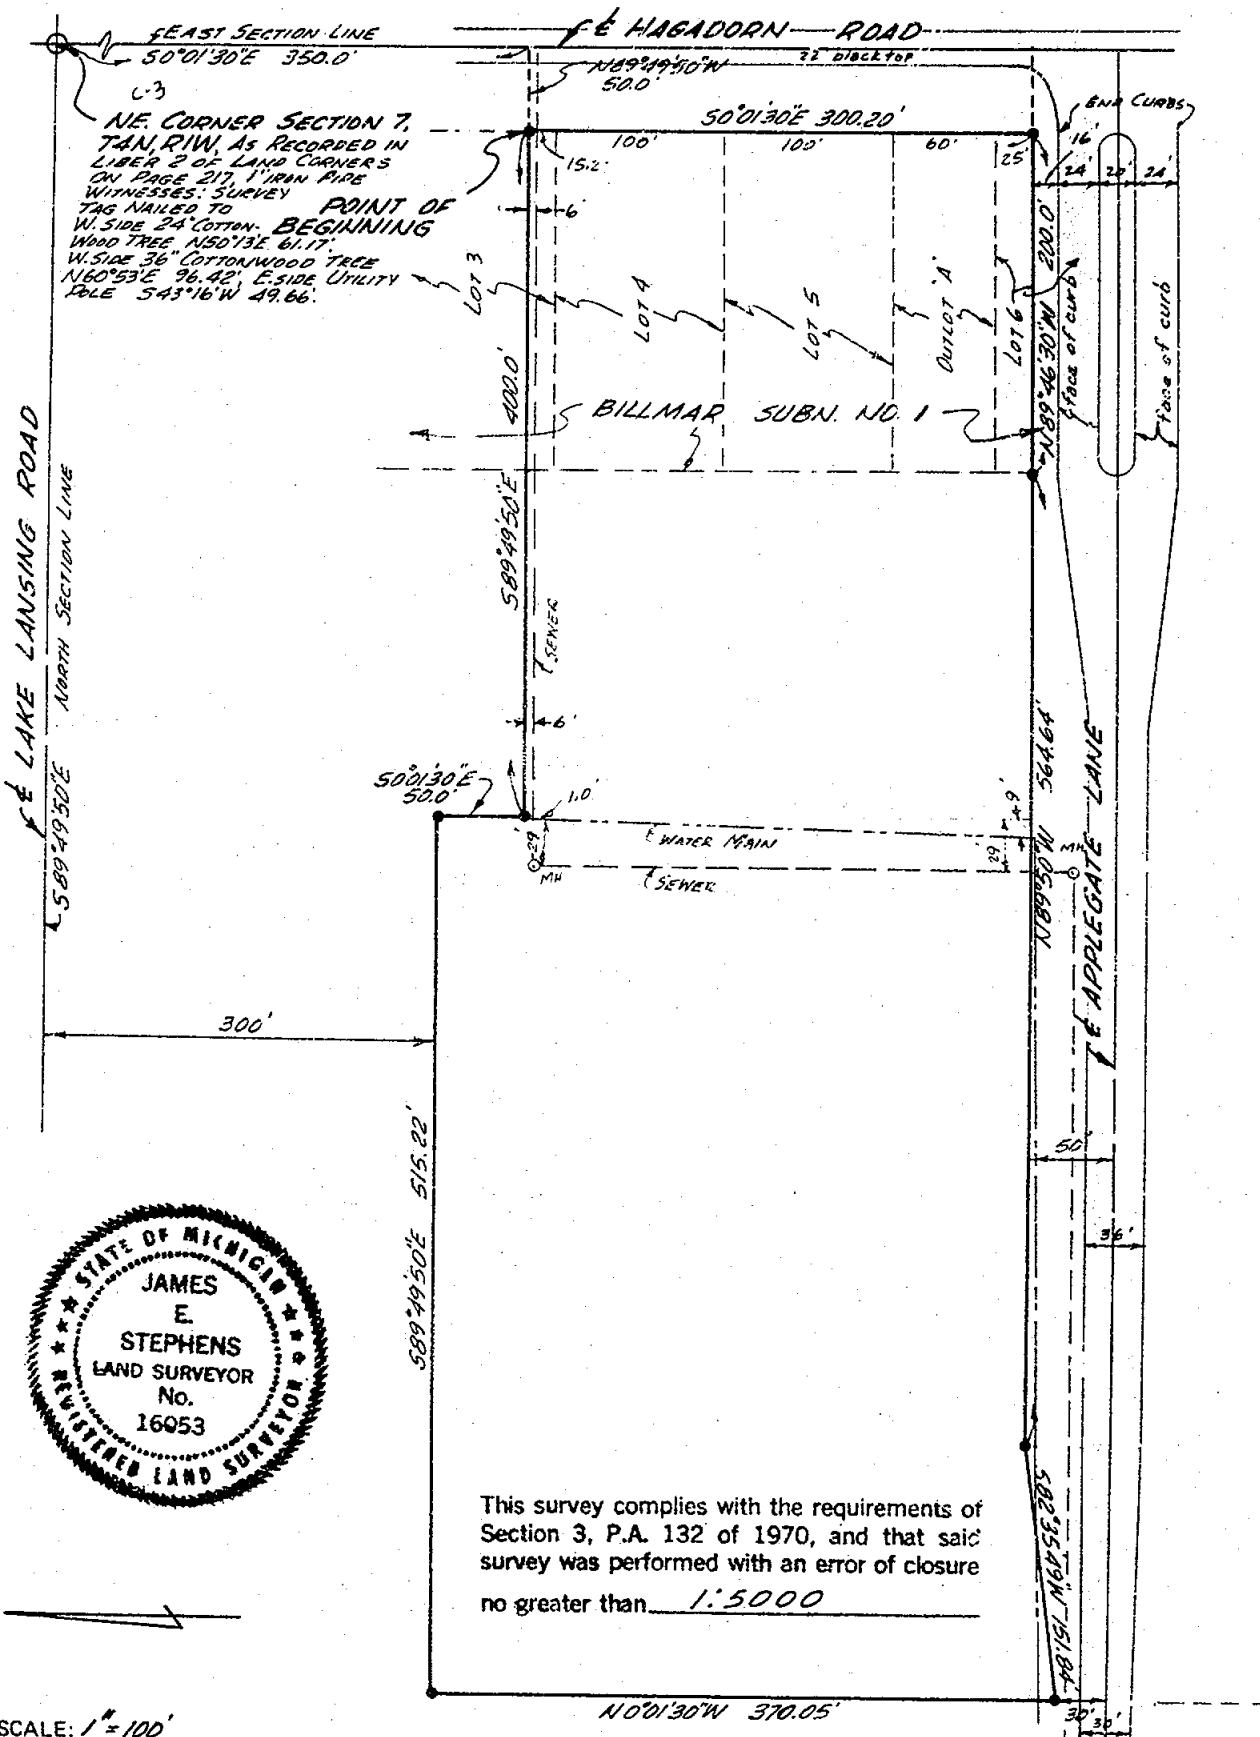 ℄ EAST SECTION LINE
S0°01'30"E 350.0'
℄ HAGADORN ROAD
N89°49'50"W
50.0'
22' blacktop
C-3
N.E. CORNER SECTION 7,
T4N, R1W, AS RECORDED IN
LIBER 2 OF LAND CORNERS
ON PAGE 217, 1" IRON PIPE
WITNESSES: SURVEY
TAG NAILED TO
W. SIDE 24" COTTON-
WOOD TREE N50°13'E 61.17'.
W. SIDE 36" COTTONWOOD TREE
N60°53'E 96.42', E. SIDE UTILITY
POLE S43°16'W 49.66'.
POINT OF
BEGINNING
S0°01'30"E 300.20'
END CURBS
100'
100'
60'
25'
16'
15.2'
24'
20'
24'
6'
LOT 3
LOT 4
LOT 5
OUTLOT 'A'
LOT 6
N89°46'30"W 200.0'
face of curb
face of curb
BILLMAR SUBN. NO. 1
S89°49'50"E 400.0'
SEWER
6'
℄ LAKE LANSING ROAD
S89°49'50"E NORTH SECTION LINE
S0°01'30"E
50.0'
1.0'
29'
MH
℄ WATER MAIN
SEWER
9'
29'
MH
N89°50'W 564.64'
℄ APPLEGATE LANE
300'
50'
36'
S89°49'50"E 515.22'
STATE OF MICHIGAN
JAMES
E.
STEPHENS
LAND SURVEYOR
No.
16053
REGISTERED LAND SURVEYOR
This survey complies with the requirements of
Section 3, P.A. 132 of 1970, and that said
survey was performed with an error of closure
no greater than 1:5000
S82°35'49"W 151.84'
N0°01'30"W 370.05'
30'
30'
SCALE: 1"=100'